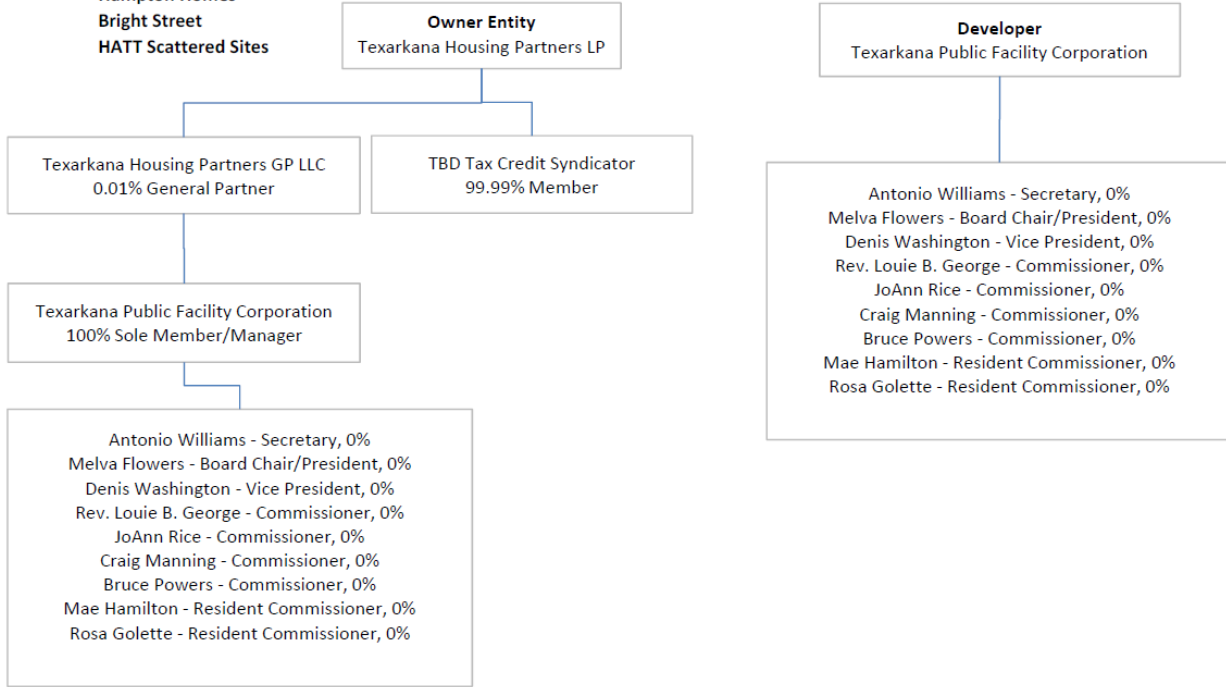 Bright Street
HATT Scattered Sites
Owner Entity
Texarkana Housing Partners LP
Developer
Texarkana Public Facility Corporation
Texarkana Housing Partners GP LLC
0.01% General Partner
TBD Tax Credit Syndicator
99.99% Member
Texarkana Public Facility Corporation
100% Sole Member/Manager
Antonio Williams - Secretary, 0%
Melva Flowers - Board Chair/President, 0%
Denis Washington - Vice President, 0%
Rev. Louie B. George - Commissioner, 0%
JoAnn Rice - Commissioner, 0%
Craig Manning - Commissioner, 0%
Bruce Powers - Commissioner, 0%
Mae Hamilton - Resident Commissioner, 0%
Rosa Golette - Resident Commissioner, 0%
Antonio Williams - Secretary, 0%
Melva Flowers - Board Chair/President, 0%
Denis Washington - Vice President, 0%
Rev. Louie B. George - Commissioner, 0%
JoAnn Rice - Commissioner, 0%
Craig Manning - Commissioner, 0%
Bruce Powers - Commissioner, 0%
Mae Hamilton - Resident Commissioner, 0%
Rosa Golette - Resident Commissioner, 0%